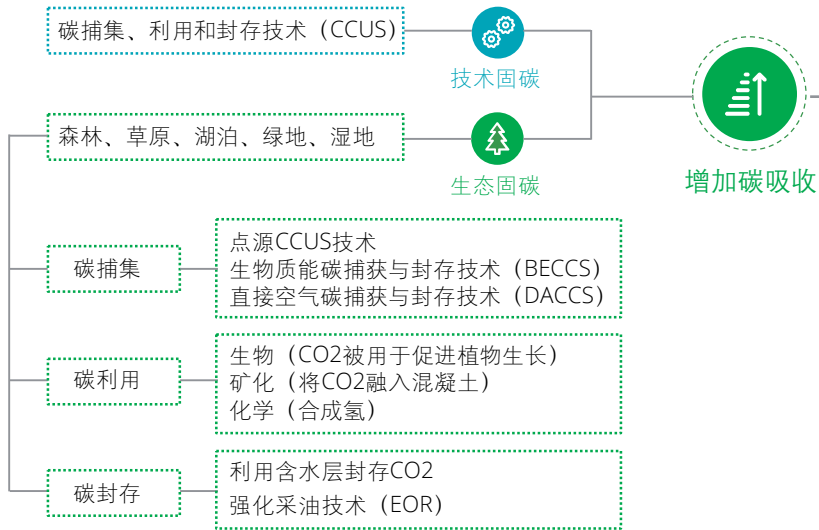 碳捕集、利用和封存技术（CCUS）
技术固碳
森林、草原、湖泊、绿地、湿地
生态固碳
增加碳吸收
碳捕集
点源CCUS技术
生物质能碳捕获与封存技术（BECCS）
直接空气碳捕获与封存技术（DACCS）
碳利用
生物（CO2被用于促进植物生长）
矿化（将CO2融入混凝土）
化学（合成氢）
碳封存
利用含水层封存CO2
强化采油技术（EOR）